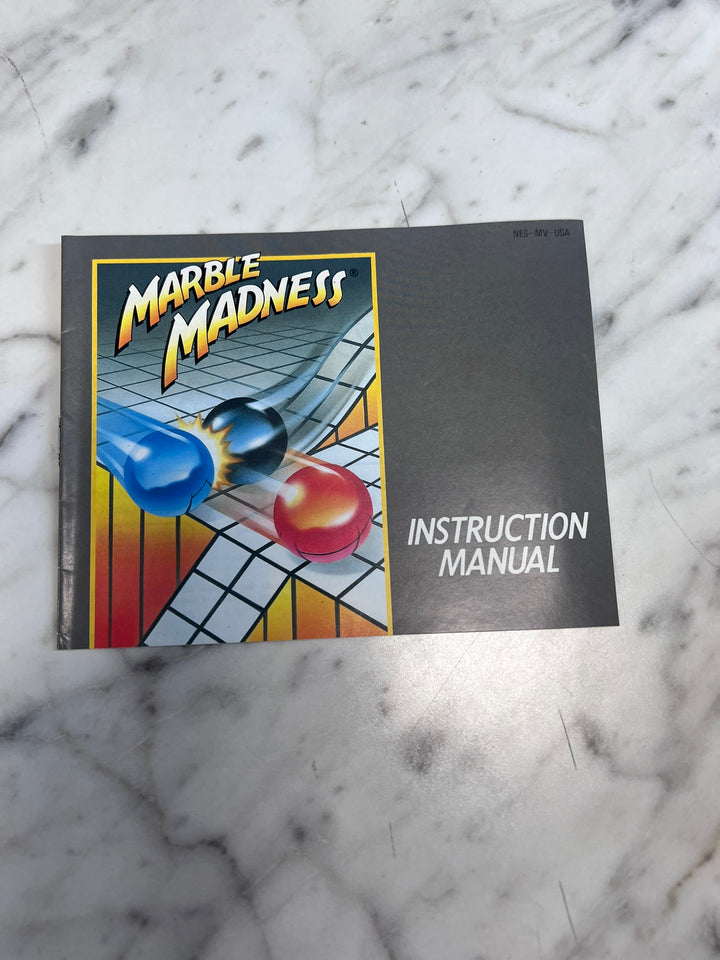 NES-MV-USA
MARBLE
MADNESS®
INSTRUCTION
MANUAL